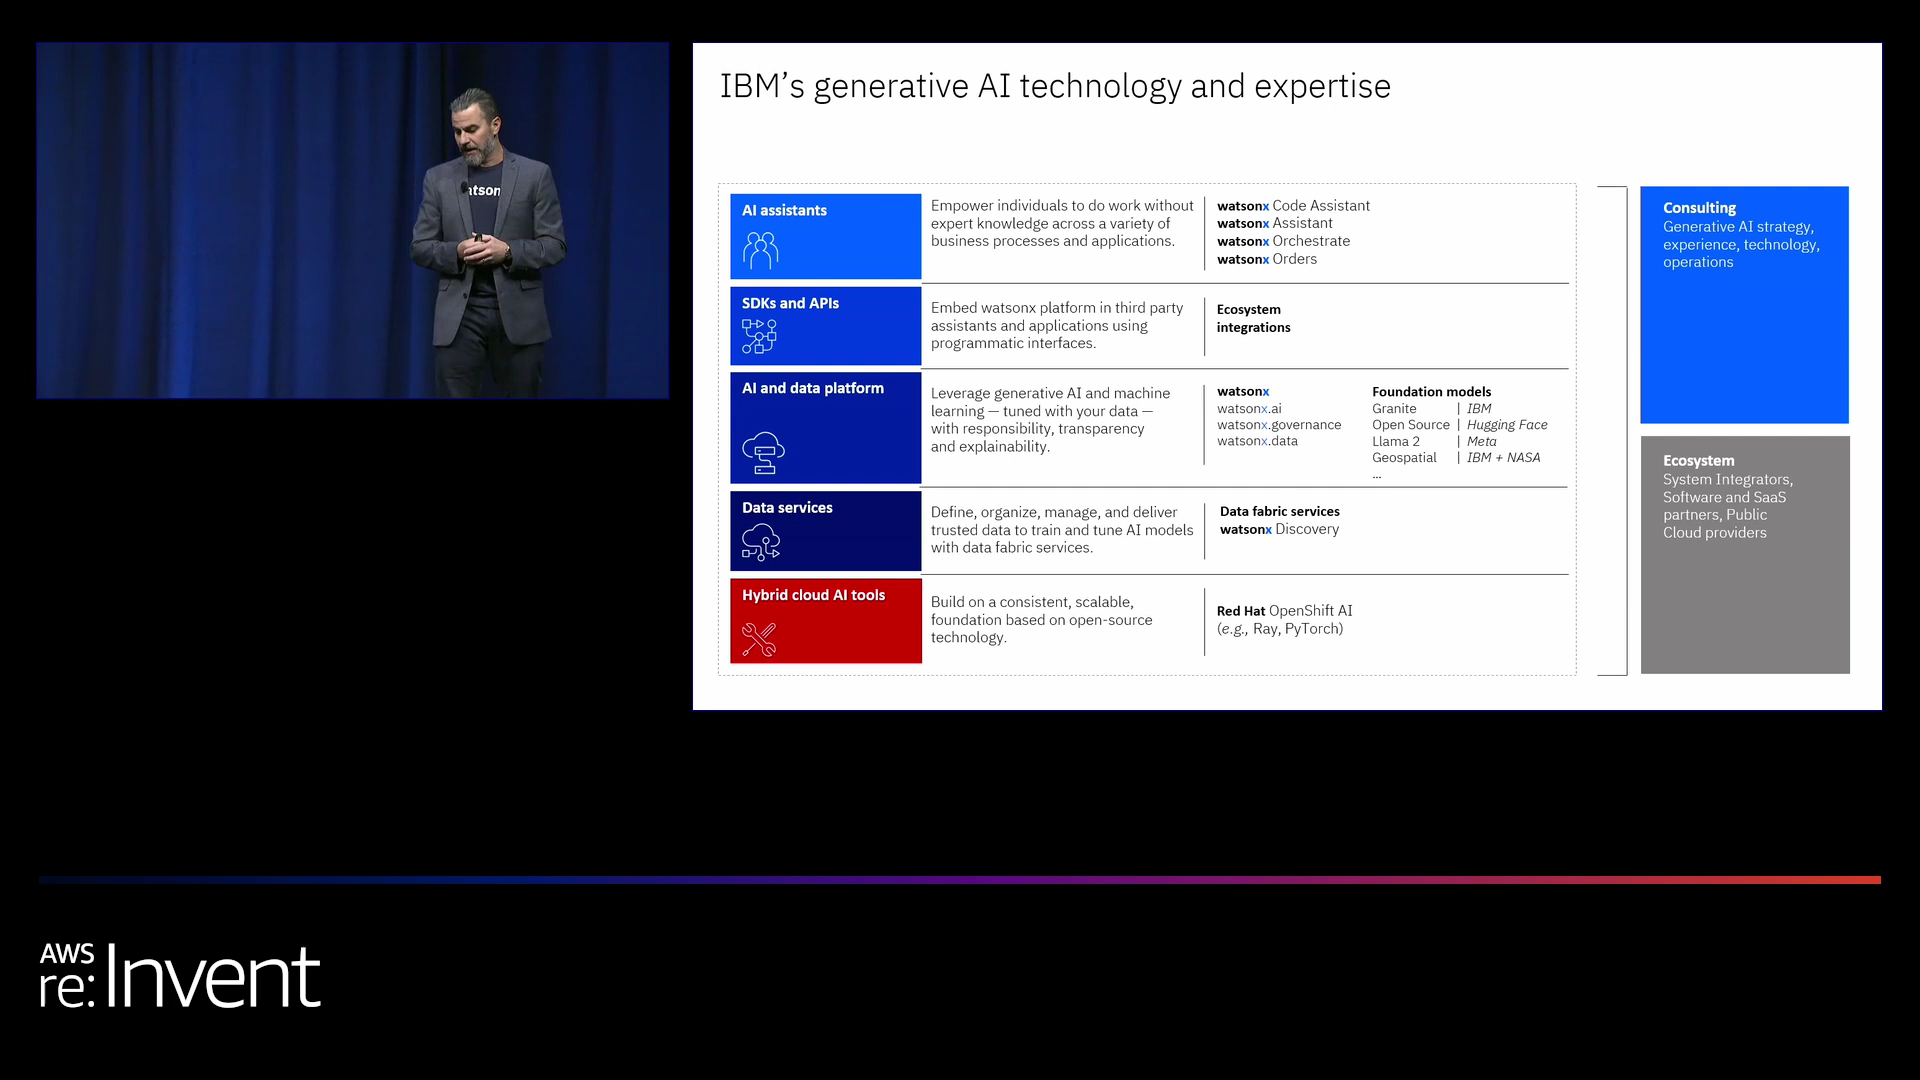 atson
IBM’s generative AI technology and expertise
AI assistants
Empower individuals to do work without
expert knowledge across a variety of
business processes and applications.
watsonx Code Assistant
watsonx Assistant
watsonx Orchestrate
watsonx Orders
SDKs and APIs
Embed watsonx platform in third party
assistants and applications using
programmatic interfaces.
Ecosystem
integrations
AI and data platform
Leverage generative AI and machine
learning — tuned with your data —
with responsibility, transparency
and explainability.
watsonx
watsonx.ai
watsonx.governance
watsonx.data
Foundation models
Granite | IBM
Open Source | Hugging Face
Llama 2 | Meta
Geospatial | IBM + NASA
...
Data services
Define, organize, manage, and deliver
trusted data to train and tune AI models
with data fabric services.
Data fabric services
watsonx Discovery
Hybrid cloud AI tools
Build on a consistent, scalable,
foundation based on open-source
technology.
Red Hat OpenShift AI
(e.g., Ray, PyTorch)
Consulting
Generative AI strategy,
experience, technology,
operations
Ecosystem
System Integrators,
Software and SaaS
partners, Public
Cloud providers
AWS
re:Invent